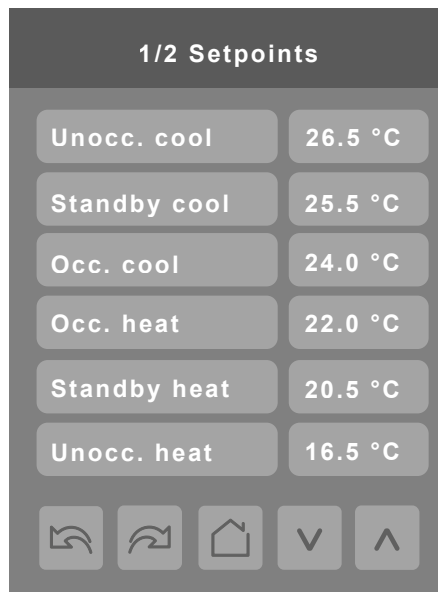 1/2 Setpoints
Unocc. cool 26.5 °C
Standby cool 25.5 °C
Occ. cool 24.0 °C
Occ. heat 22.0 °C
Standby heat 20.5 °C
Unocc. heat 16.5 °C